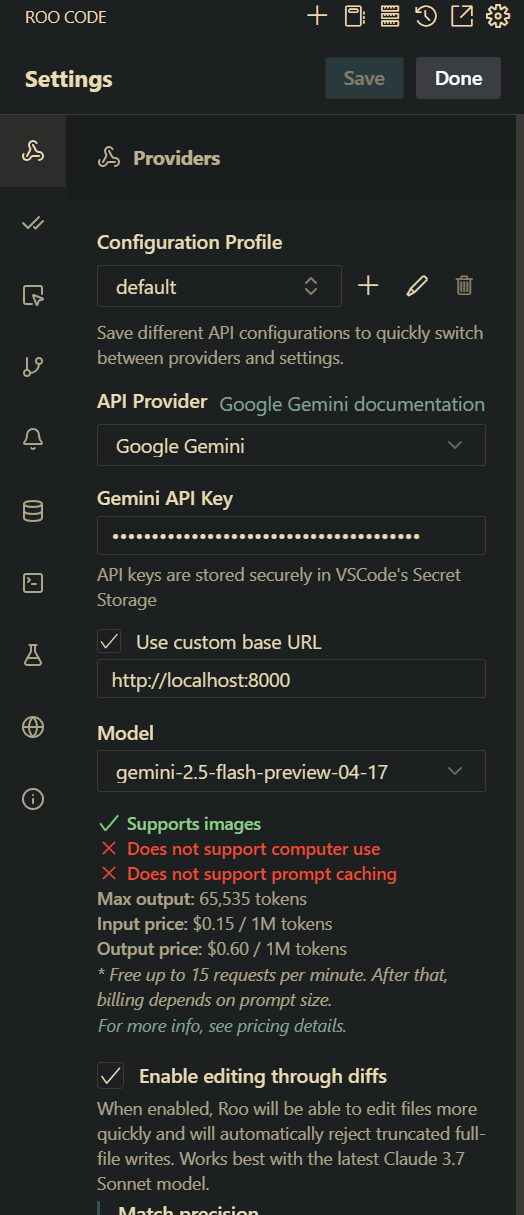 ROO CODE
Settings
Save
Done
Providers
Configuration Profile
default
Save different API configurations to quickly switch
between providers and settings.
API Provider
Google Gemini documentation
Google Gemini
Gemini API Key
•••••••••••••••••••••••••••••••••••••••
API keys are stored securely in VSCode's Secret
Storage
Use custom base URL
http://localhost:8000
Model
gemini-2.5-flash-preview-04-17
Supports images
Does not support computer use
Does not support prompt caching
Max output: 65,535 tokens
Input price: $0.15 / 1M tokens
Output price: $0.60 / 1M tokens
* Free up to 15 requests per minute. After that,
billing depends on prompt size.
For more info, see pricing details.
Enable editing through diffs
When enabled, Roo will be able to edit files more
quickly and will automatically reject truncated full-
file writes. Works best with the latest Claude 3.7
Sonnet model.
Match precision